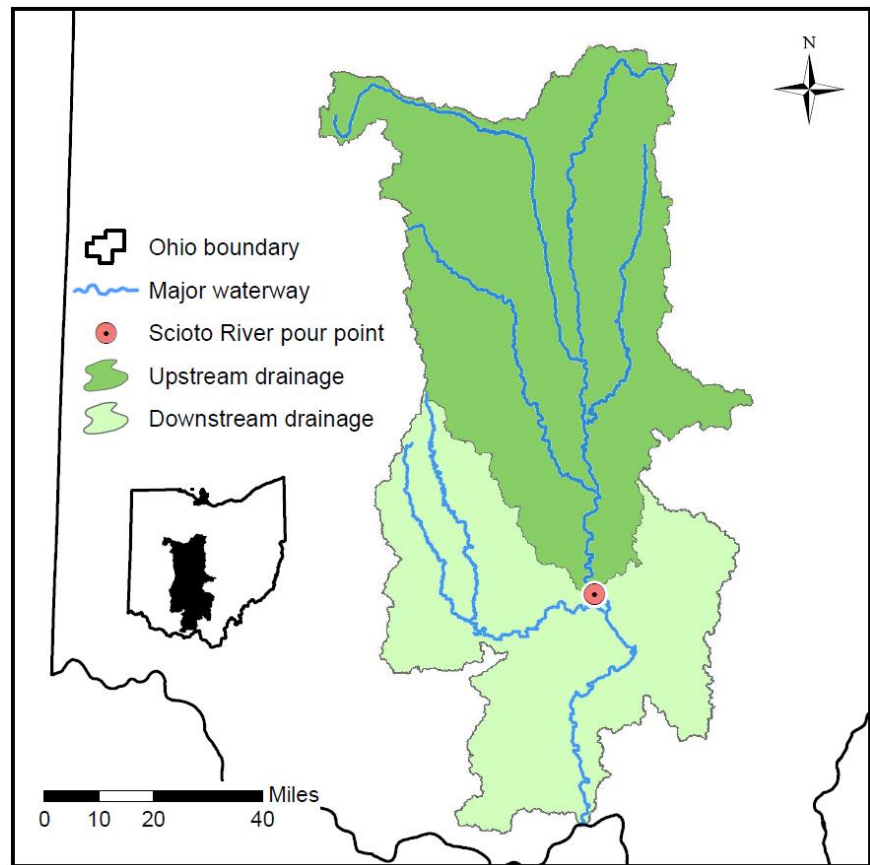 N
Ohio boundary
Major waterway
Scioto River pour point
Upstream drainage
Downstream drainage
Miles
0 10 20 40